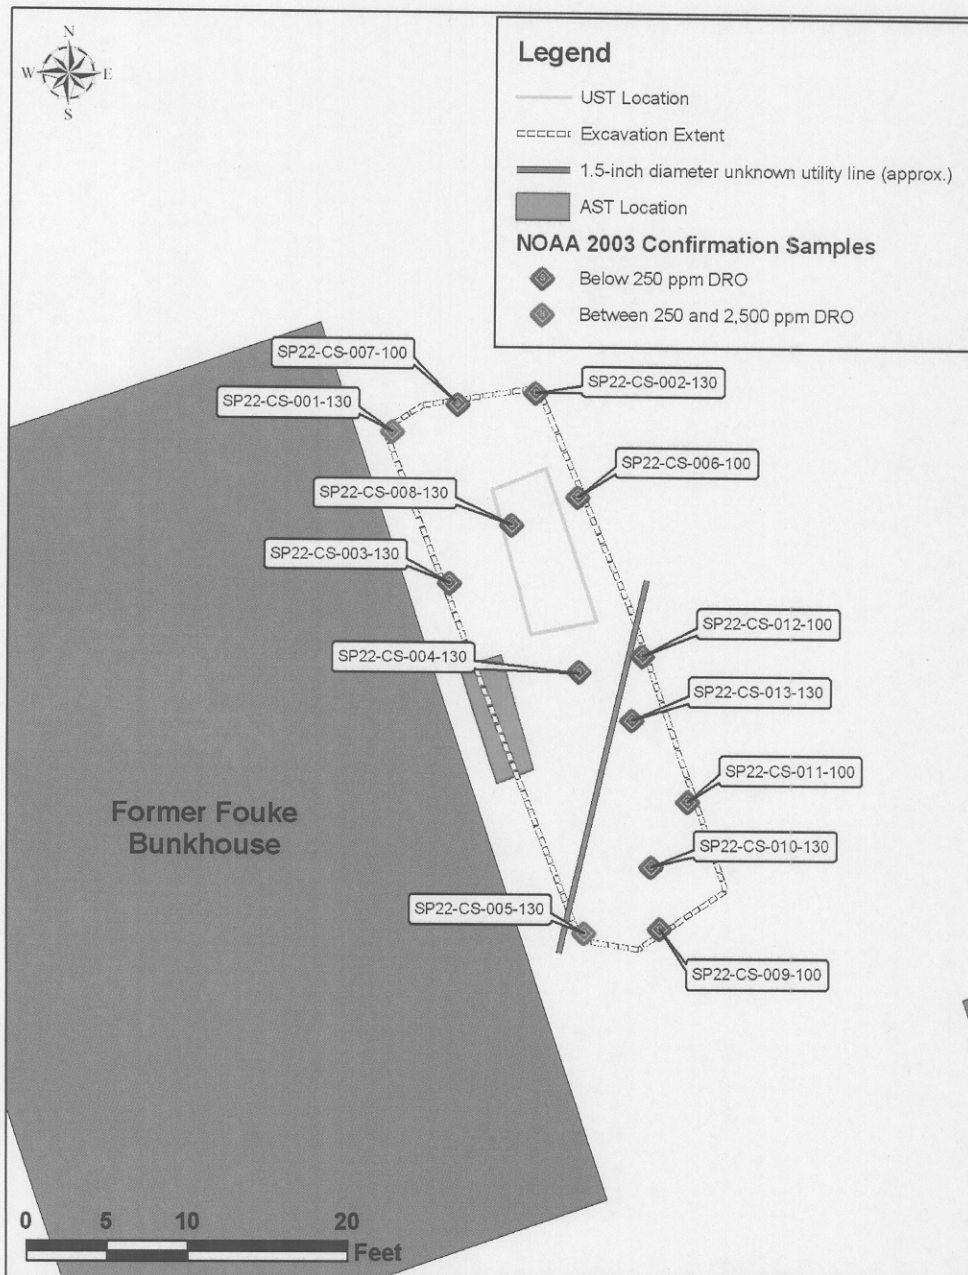 N
W E
S
Legend
UST Location
Excavation Extent
1.5-inch diameter unknown utility line (approx.)
AST Location
NOAA 2003 Confirmation Samples
Below 250 ppm DRO
Between 250 and 2,500 ppm DRO
SP22-CS-007-100
SP22-CS-002-130
SP22-CS-001-130
SP22-CS-006-100
SP22-CS-008-130
SP22-CS-003-130
SP22-CS-012-100
SP22-CS-004-130
SP22-CS-013-130
SP22-CS-011-100
Former Fouke
Bunkhouse
SP22-CS-010-130
SP22-CS-005-130
SP22-CS-009-100
0 5 10 20
Feet